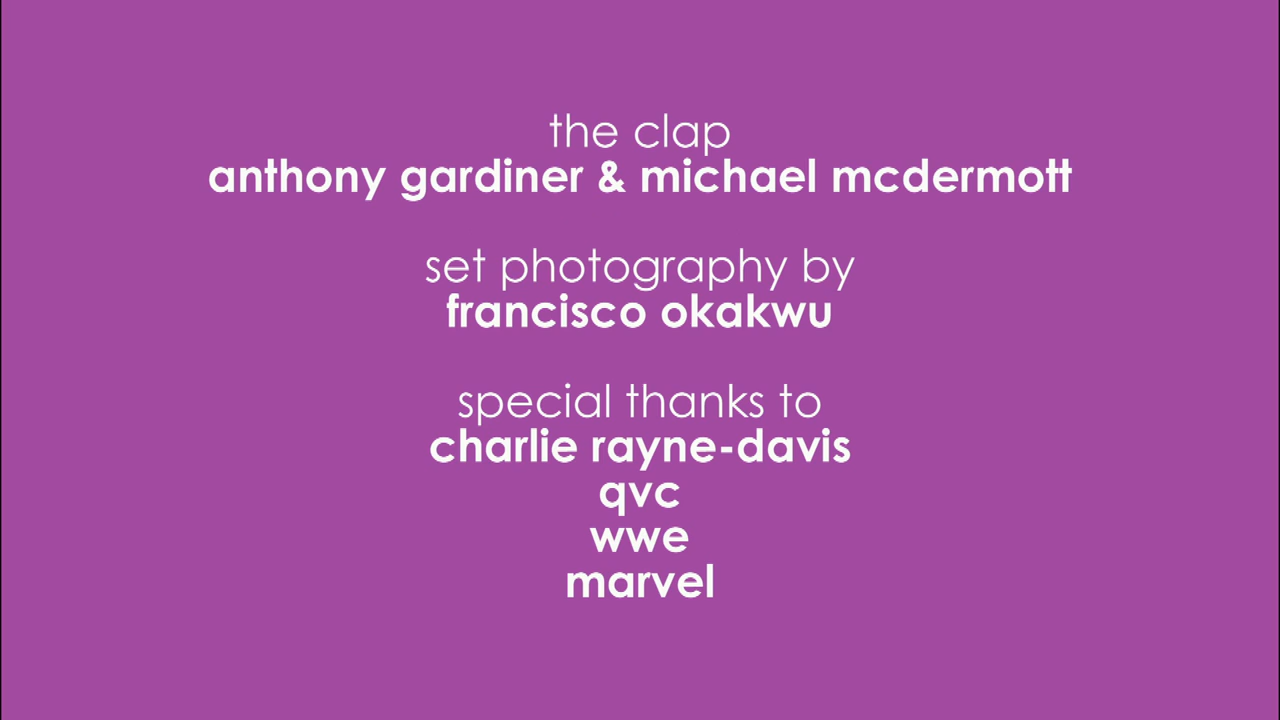 the clap
anthony gardiner & michael mcdermott
set photography by
francisco okakwu
special thanks to
charlie rayne-davis
qvc
wwe
marvel